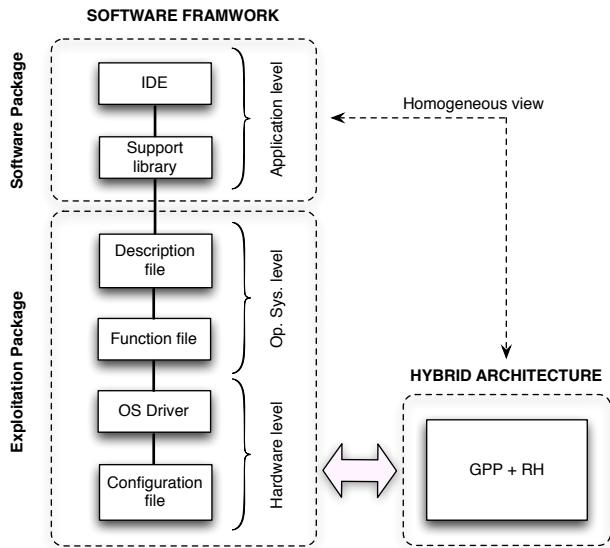 SOFTWARE FRAMWORK
Software Package
IDE
Support
library
Application level
Homogeneous view
Exploitation Package
Description
file
Function file
Op. Sys. level
OS Driver
Configuration
file
Hardware level
HYBRID ARCHITECTURE
GPP + RH